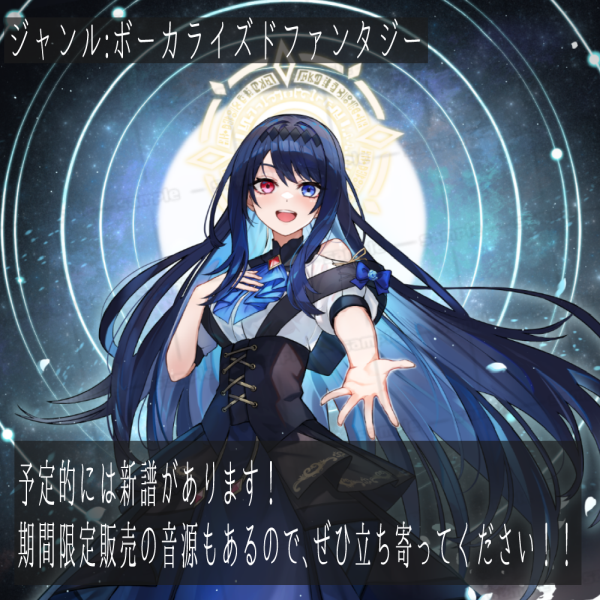 ジャンル:ボーカライズドファンタジー
予定的には新譜があります!
期間限定販売の音源もあるので、ぜひ立ち寄ってください!!